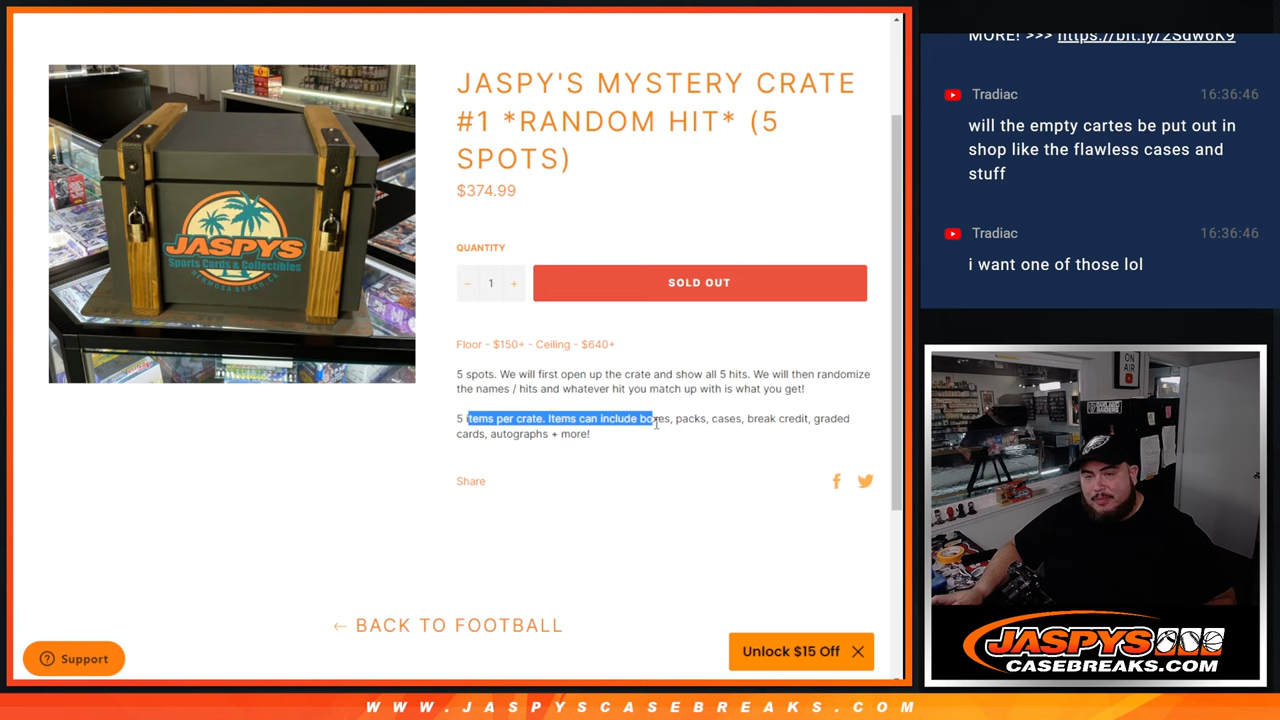 JASPY'S MYSTERY CRATE
#1 *RANDOM HIT* (5
SPOTS)
$374.99
QUANTITY
− 1 +
SOLD OUT
Floor - $150+ - Ceiling - $640+
5 spots. We will first open up the crate and show all 5 hits. We will then randomize
the names / hits and whatever hit you match up with is what you get!
5 items per crate. Items can include boxes, packs, cases, break credit, graded
cards, autographs + more!
Share
← BACK TO FOOTBALL
Support
Unlock $15 Off
JASPYS
Sports Cards & Collectibles
HERMOSA BEACH, CA
MORE! >>> https://bit.ly/2Sdw6K9
Tradiac 16:36:46
will the empty cartes be put out in
shop like the flawless cases and
stuff
Tradiac 16:36:46
i want one of those lol
ON
AIR
JASPYS
CASEBREAKS.COM
WWW.JASPYSCASEBREAKS.COM